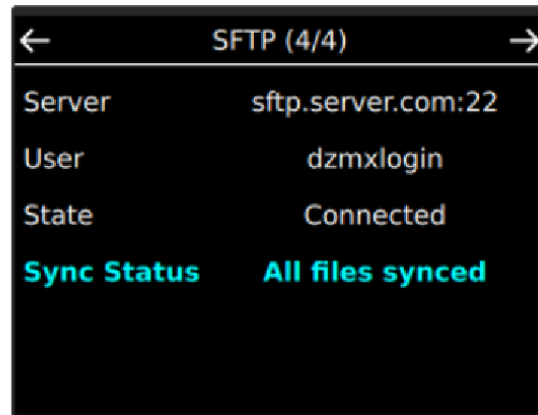 ← SFTP (4/4) →
Server sftp.server.com:22
User dzmxlogin
State Connected
Sync Status All files synced